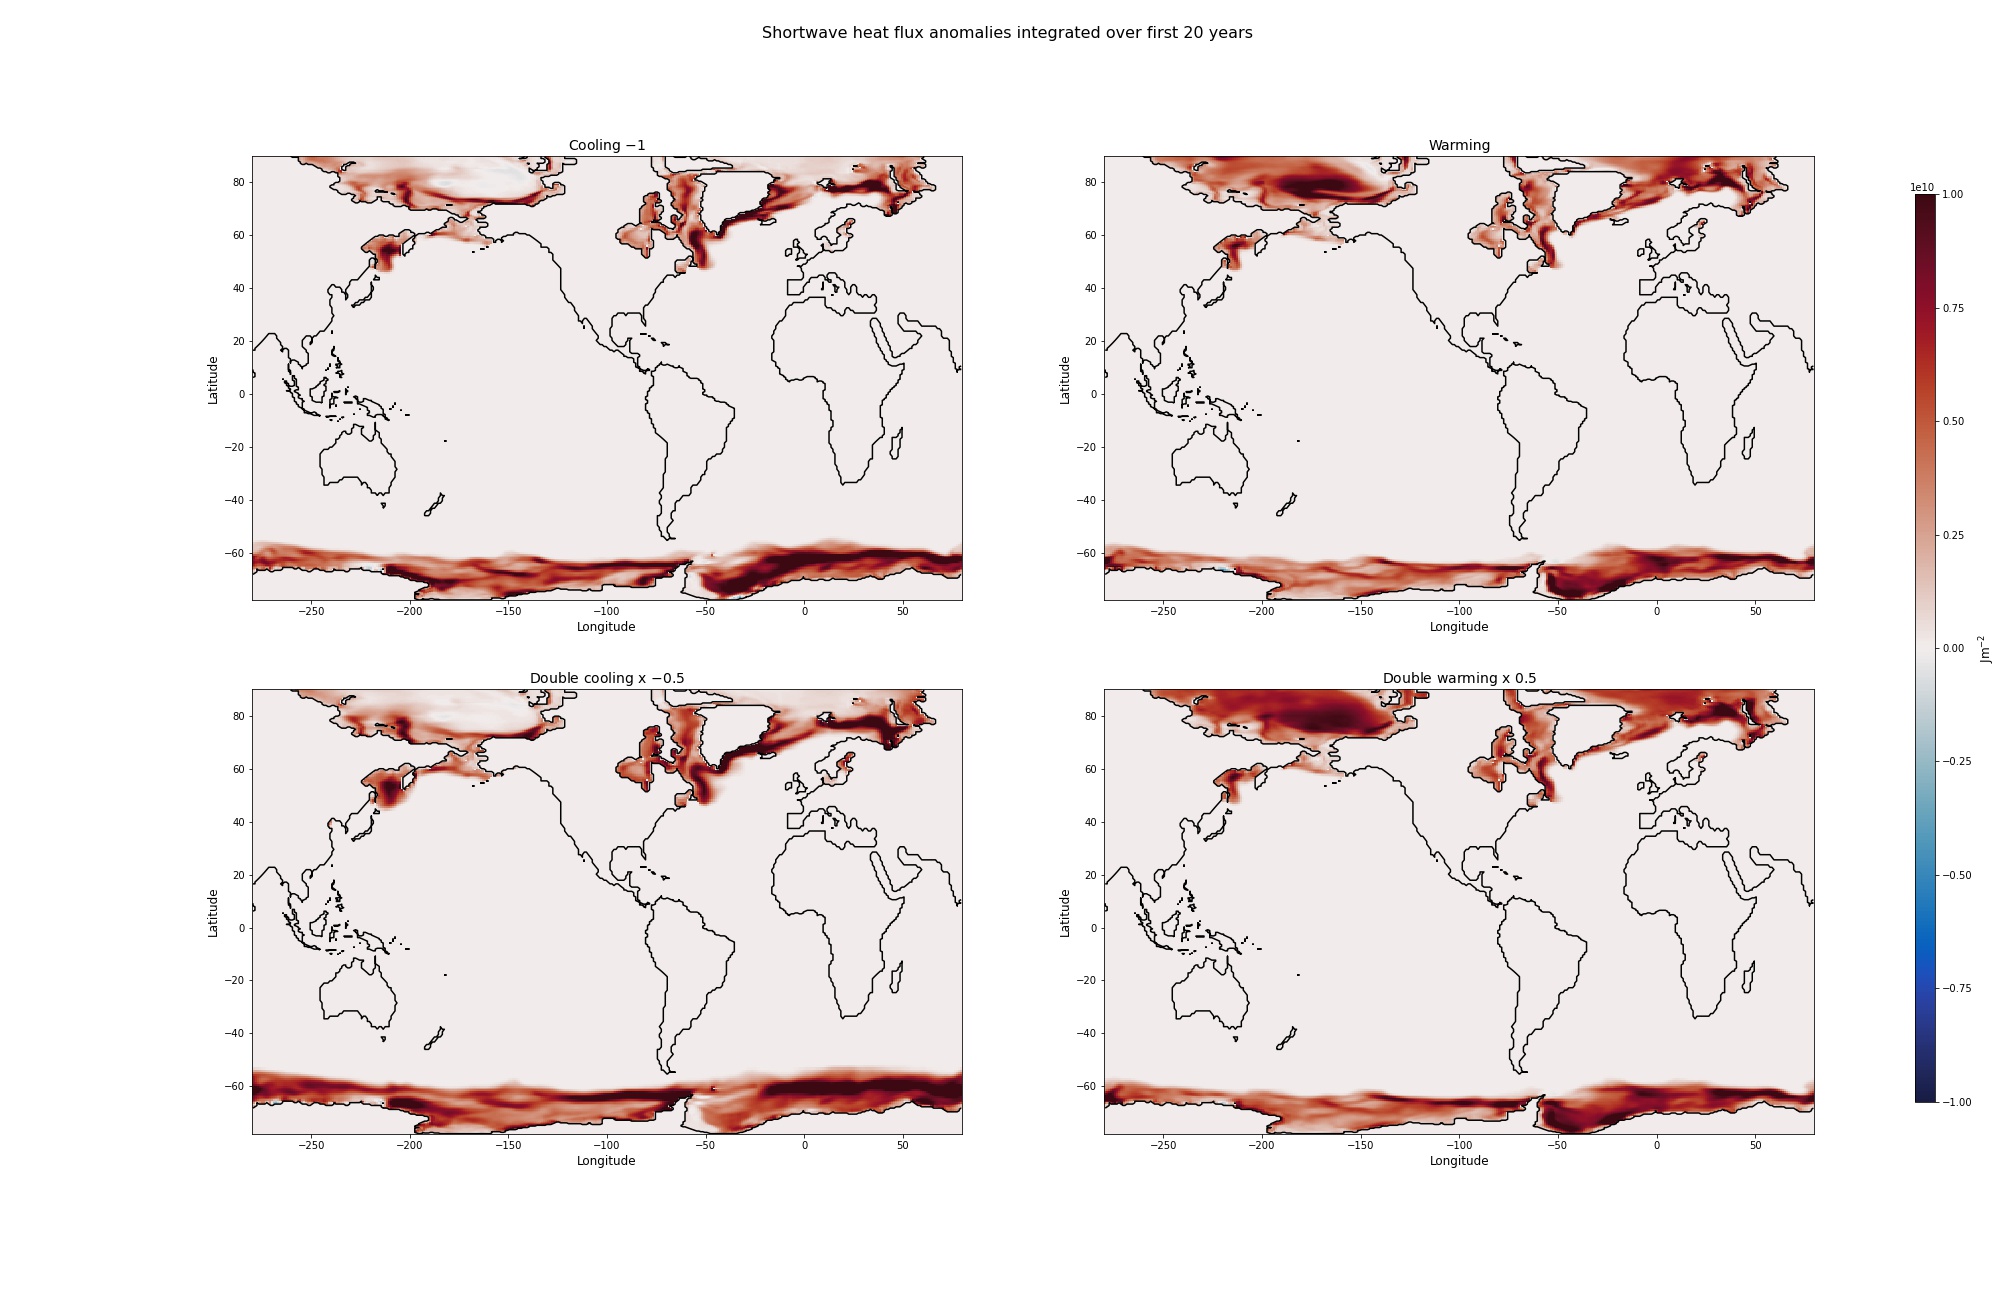 Shortwave heat flux anomalies integrated over first 20 years
Cooling −1
Latitude
80
60
40
20
0
−20
−40
−60
−250 −200 −150 −100 −50 0 50
Longitude
Warming
Latitude
80
60
40
20
0
−20
−40
−60
−250 −200 −150 −100 −50 0 50
Longitude
Double cooling x −0.5
Latitude
80
60
40
20
0
−20
−40
−60
−250 −200 −150 −100 −50 0 50
Longitude
Double warming x 0.5
Latitude
80
60
40
20
0
−20
−40
−60
−250 −200 −150 −100 −50 0 50
Longitude
1e10
1.00
0.75
0.50
0.25
0.00
−0.25
−0.50
−0.75
−1.00
Jm⁻²